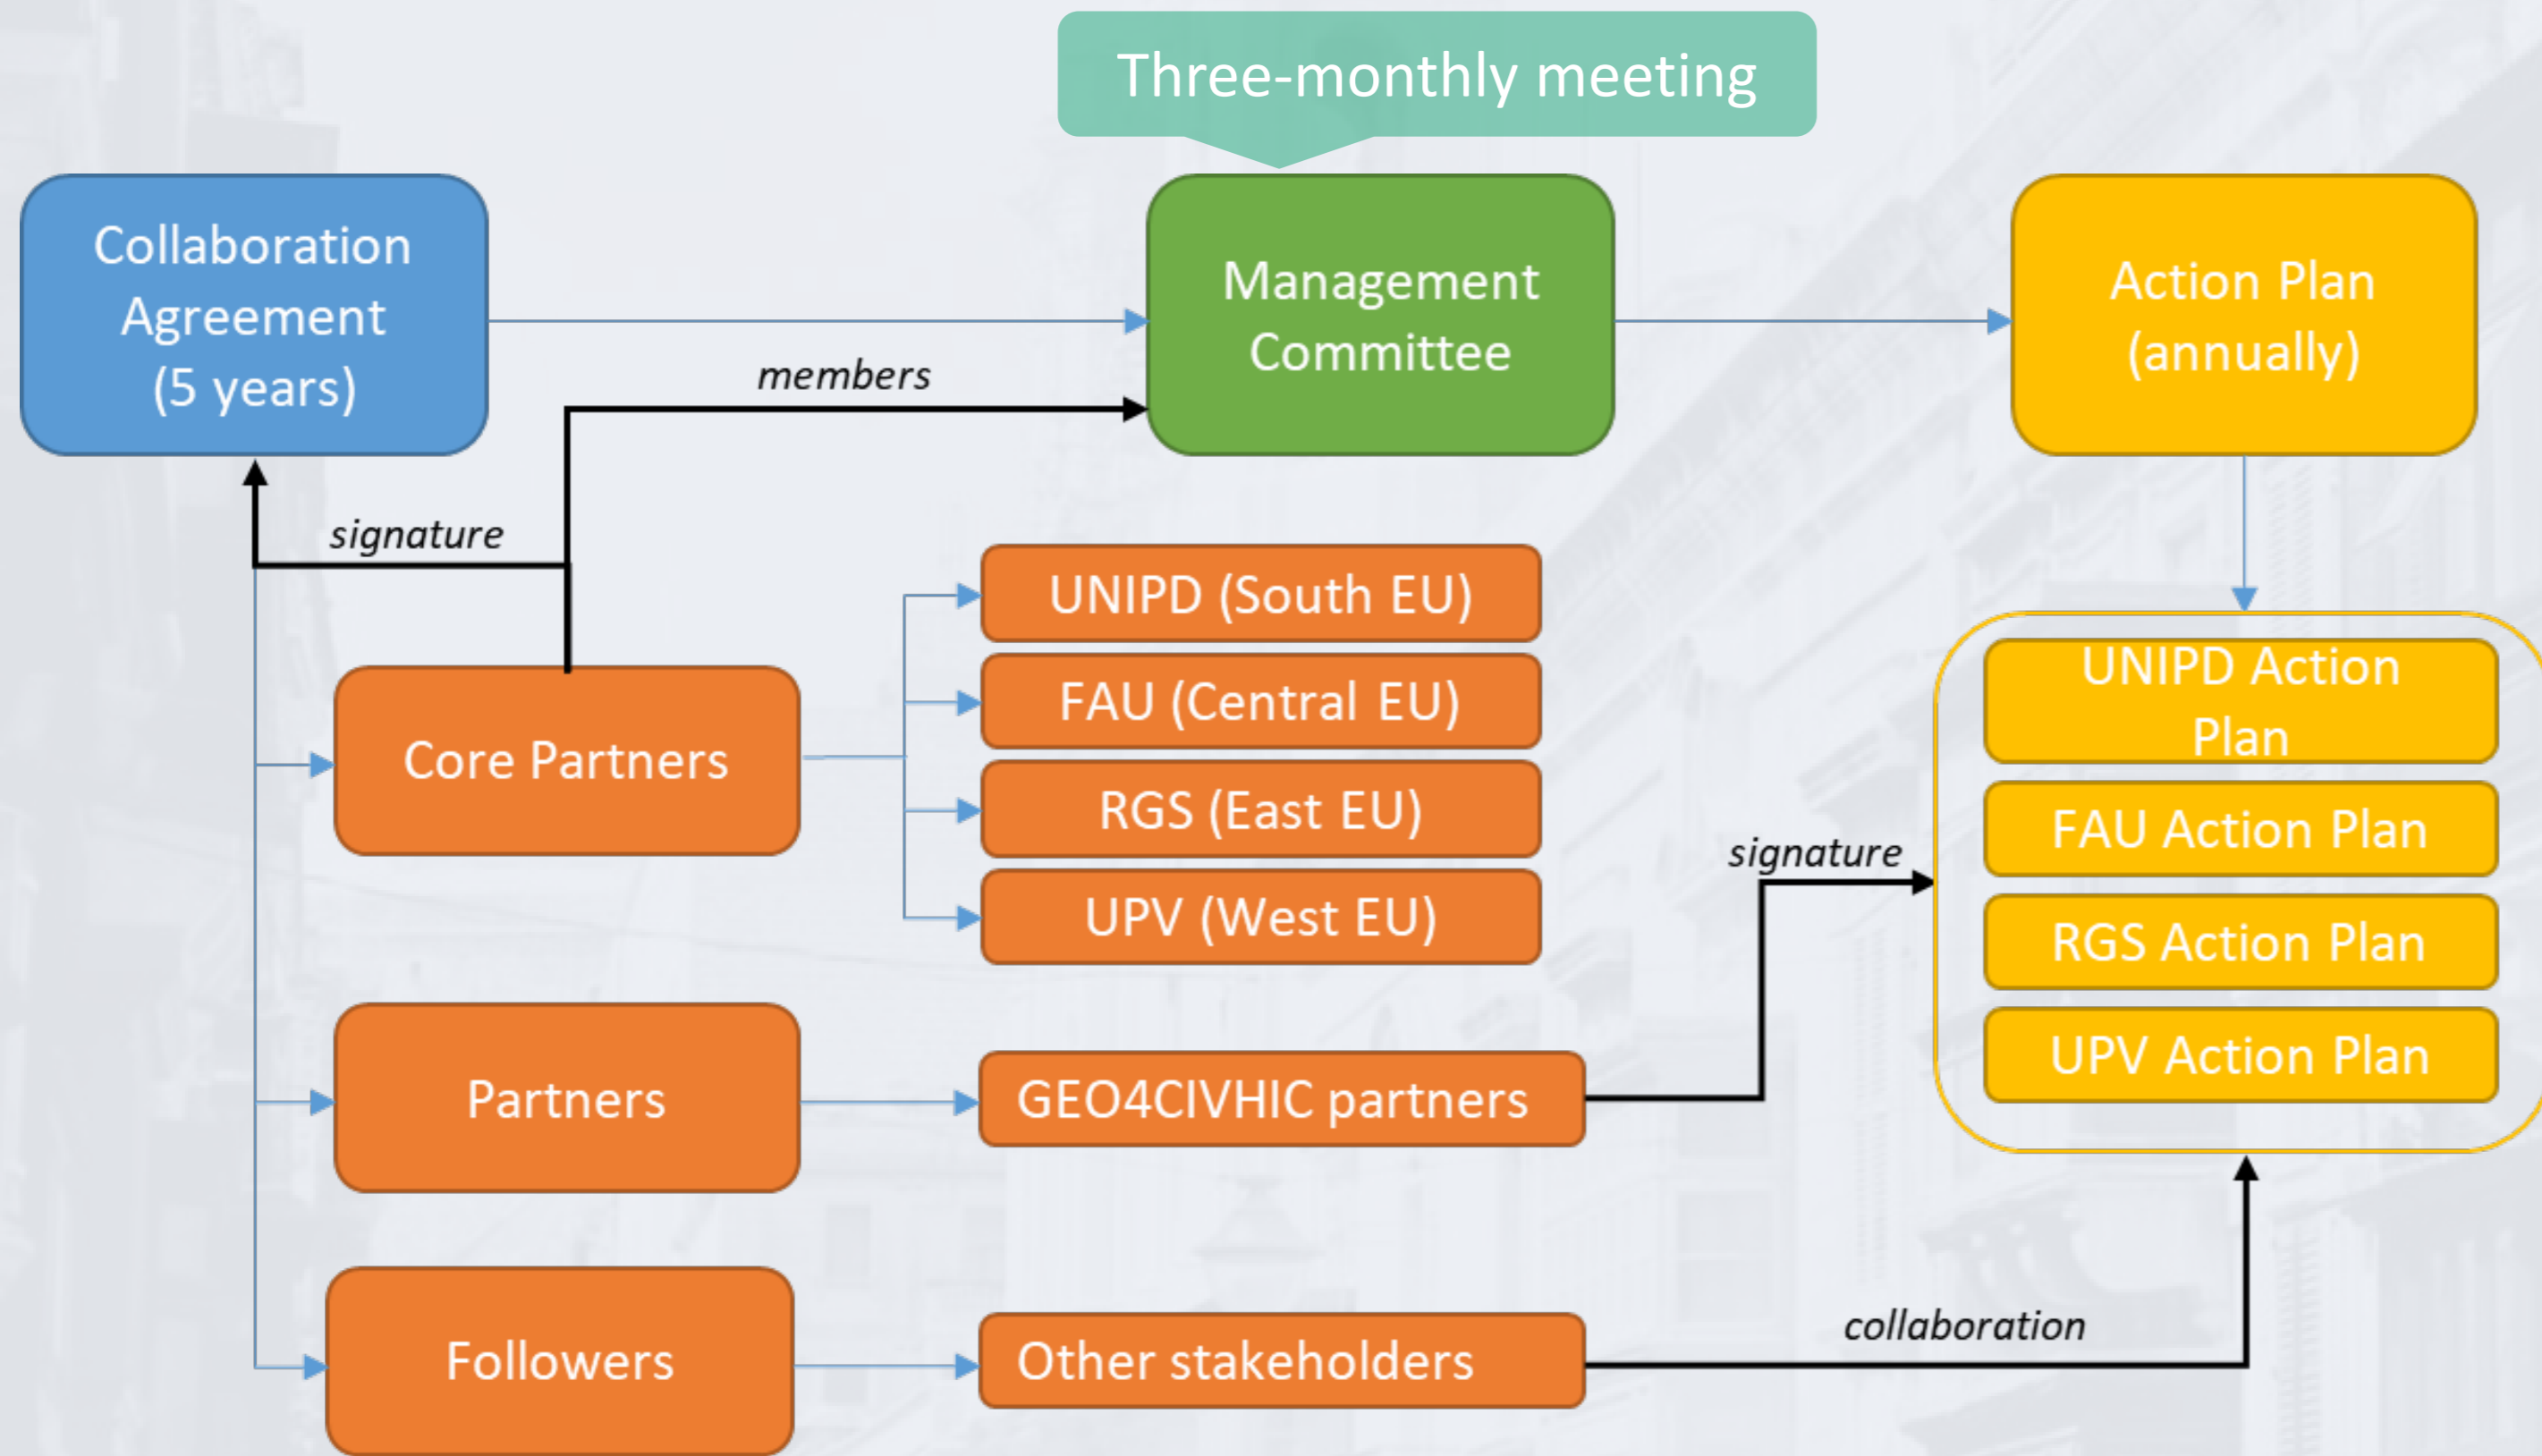 Three-monthly meeting
Collaboration
Agreement
(5 years)
Management
Committee
Action Plan
(annually)
members
signature
UNIPD (South EU)
FAU (Central EU)
RGS (East EU)
UPV (West EU)
Core Partners
UNIPD Action
Plan
FAU Action Plan
RGS Action Plan
UPV Action Plan
signature
Partners
GEO4CIVHIC partners
Followers
Other stakeholders
collaboration